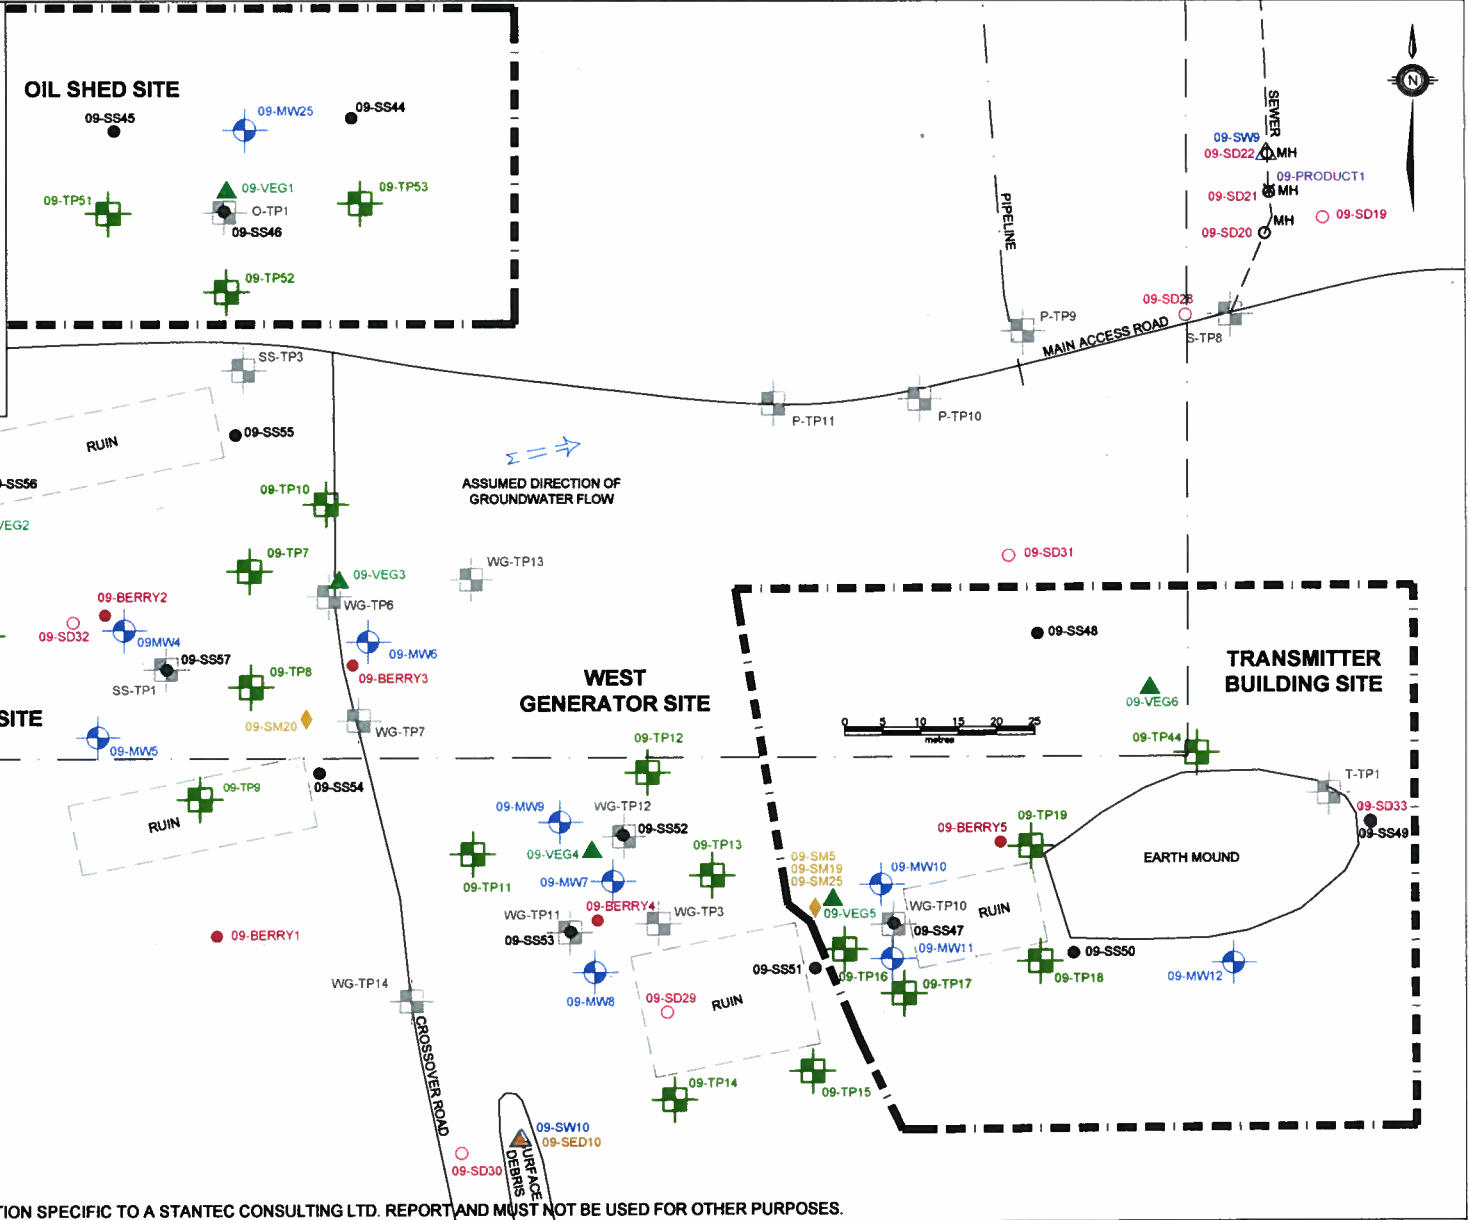 OIL SHED SITE
09-SS45
09-MW25
09-SS44
09-TP51
09-VEG1
O-TP1
09-SS46
09-TP53
09-TP52
N
SEWER
09-SW9
09-SD22
MH
09-PRODUCT1
09-SD21
MH
09-SD19
MH
09-SD20
PIPELINE
09-SD28
S-TP8
P-TP9
MAIN ACCESS ROAD
P-TP10
P-TP11
SS-TP3
RUIN
09-SS55
-SS56
VEG2
09-TP10
ASSUMED DIRECTION OF
GROUNDWATER FLOW
09-TP7
09-VEG3
WG-TP6
WG-TP13
09-SD31
09-BERRY2
09-SD32
09MW4
09-SS57
SS-TP1
09-MW6
09-BERRY3
09-TP8
09-SM20
WG-TP7
SITE
09-MW5
WEST
GENERATOR SITE
09-SS48
TRANSMITTER
BUILDING SITE
09-VEG6
0 5 10 15 20 25
metres
09-TP44
09-TP12
09-SS54
09-TP9
RUIN
09-MW9
WG-TP12
09-SS52
09-VEG4
09-TP13
09-TP11
09-MW7
09-BERRY4
WG-TP11
09-SS53
WG-TP3
09-MW8
T-TP1
09-SD33
09-SS49
EARTH MOUND
09-BERRY5
09-TP19
09-SM5
09-SM19
09-SM25
09-MW10
09-VEG5
WG-TP10
RUIN
09-SS47
09-MW11
09-SS50
09-MW12
09-TP18
09-TP16
09-TP17
09-SS51
09-BERRY1
WG-TP14
09-SD29
RUIN
CROSSOVER ROAD
09-TP14
09-TP15
09-SW10
09-SED10
URFACE
DEBRIS
09-SD30
TION SPECIFIC TO A STANTEC CONSULTING LTD. REPORT AND MUST NOT BE USED FOR OTHER PURPOSES.